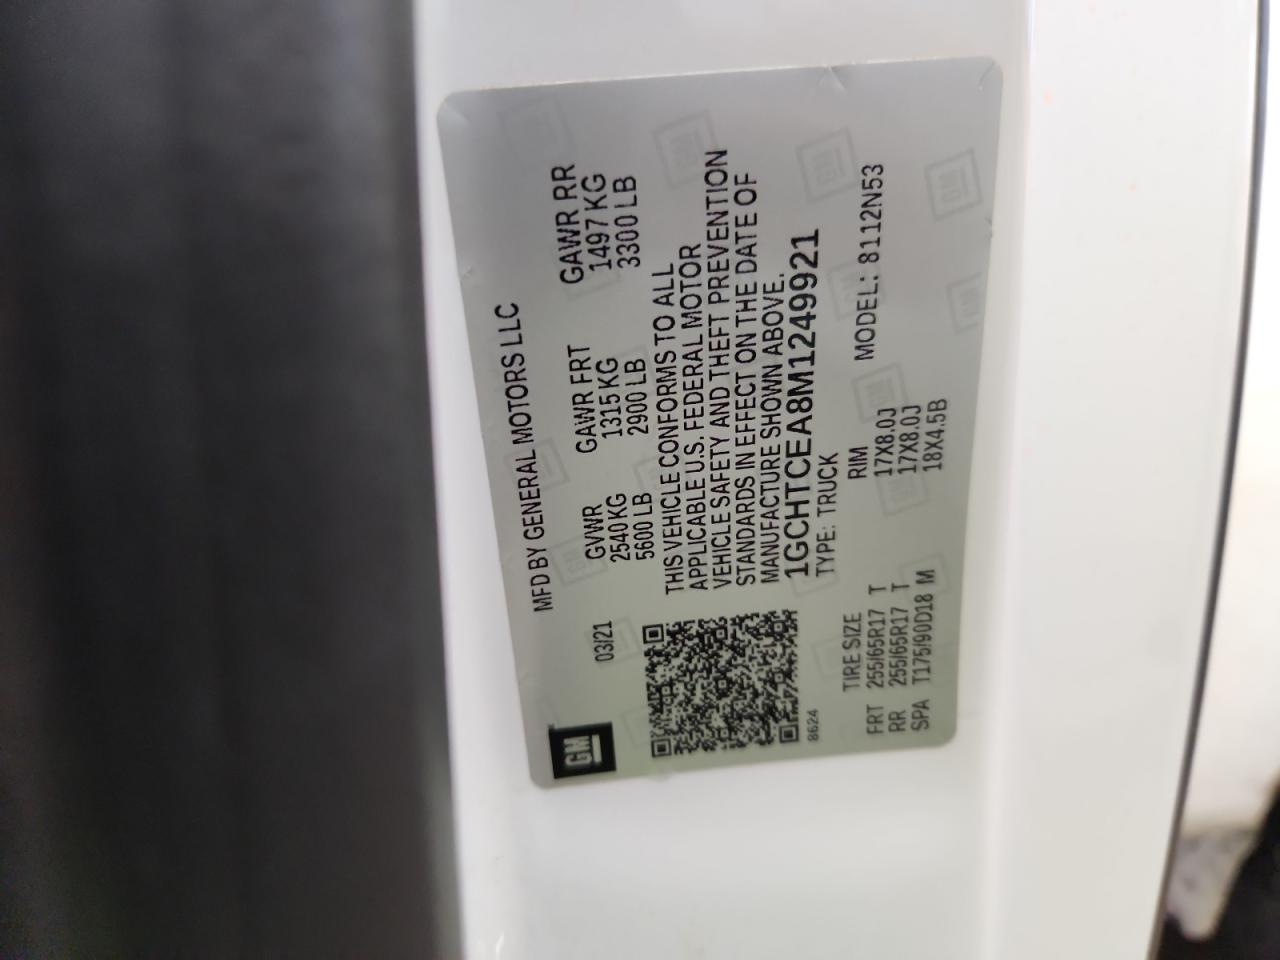 GM
MFD BY GENERAL MOTORS LLC
03/21
GVWR GAWR FRT GAWR RR
2540 KG 1315 KG 1497 KG
5600 LB 2900 LB 3300 LB
THIS VEHICLE CONFORMS TO ALL
APPLICABLE U.S. FEDERAL MOTOR
VEHICLE SAFETY AND THEFT PREVENTION
STANDARDS IN EFFECT ON THE DATE OF
MANUFACTURE SHOWN ABOVE.
1GCHTCEA8M1249921
8624
TYPE: TRUCK
MODEL: 8112N53
TIRE SIZE RIM
FRT 255/65R17 T 17X8.0J
RR 255/65R17 T 17X8.0J
SPA T175/90D18 M 18X4.5B